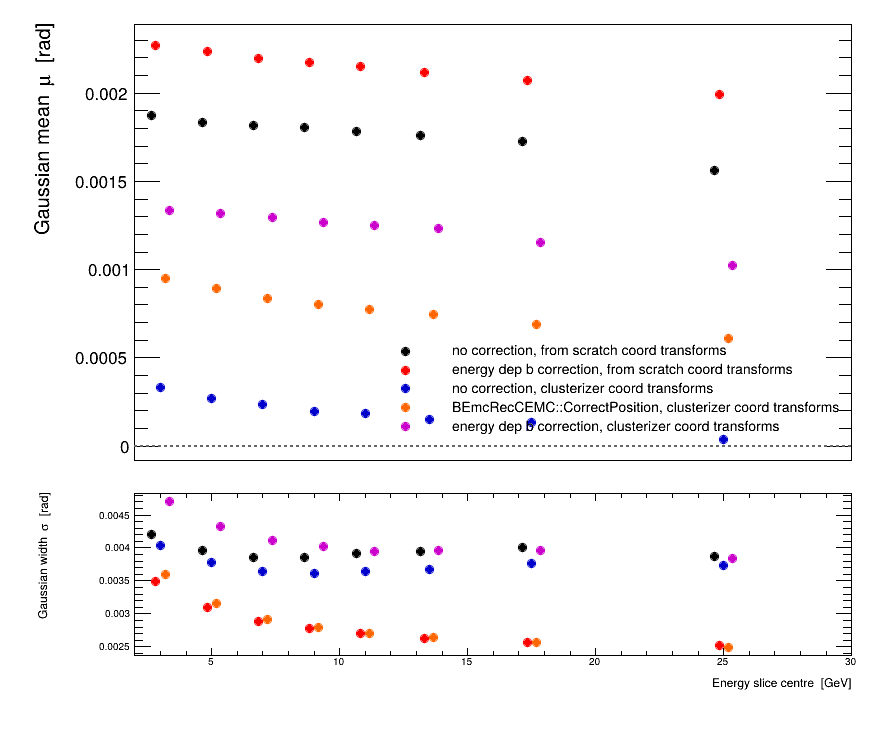 Gaussian mean μ [rad]
0.002
0.0015
0.001
0.0005
0
no correction, from scratch coord transforms
energy dep b correction, from scratch coord transforms
no correction, clusterizer coord transforms
BEmcRecCEMC::CorrectPosition, clusterizer coord transforms
energy dep b correction, clusterizer coord transforms
Gaussian width σ [rad]
0.0045
0.004
0.0035
0.003
0.0025
5 10 15 20 25 30
Energy slice centre [GeV]